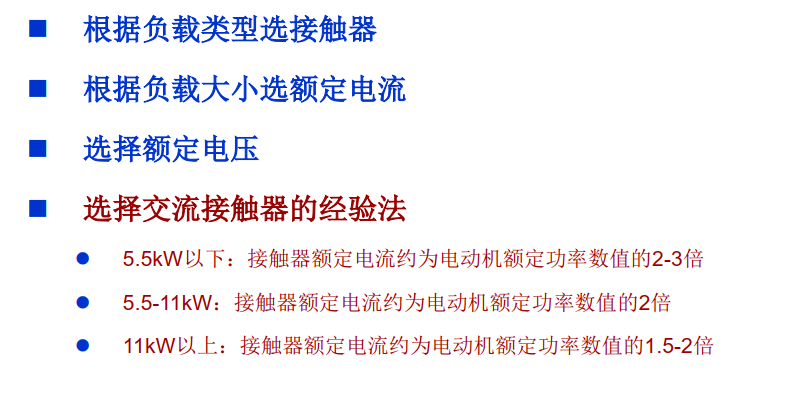 根据负载类型选接触器
根据负载大小选额定电流
选择额定电压
选择交流接触器的经验法
5.5kW以下：接触器额定电流约为电动机额定功率数值的2-3倍
5.5-11kW：接触器额定电流约为电动机额定功率数值的2倍
11kW以上：接触器额定电流约为电动机额定功率数值的1.5-2倍